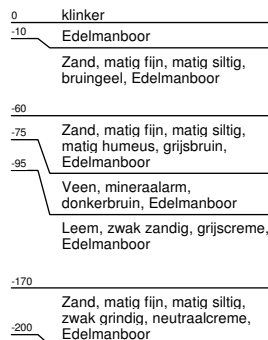 0 klinker
-10 Edelmanboor
Zand, matig fijn, matig siltig,
bruingeel, Edelmanboor
-60
Zand, matig fijn, matig siltig,
-75 matig humeus, grijsbruin,
Edelmanboor
-95
Veen, mineraalarm,
donkerbruin, Edelmanboor
Leem, zwak zandig, grijscreme,
Edelmanboor
-170
Zand, matig fijn, matig siltig,
zwak grindig, neutraalcreme,
-200 Edelmanboor